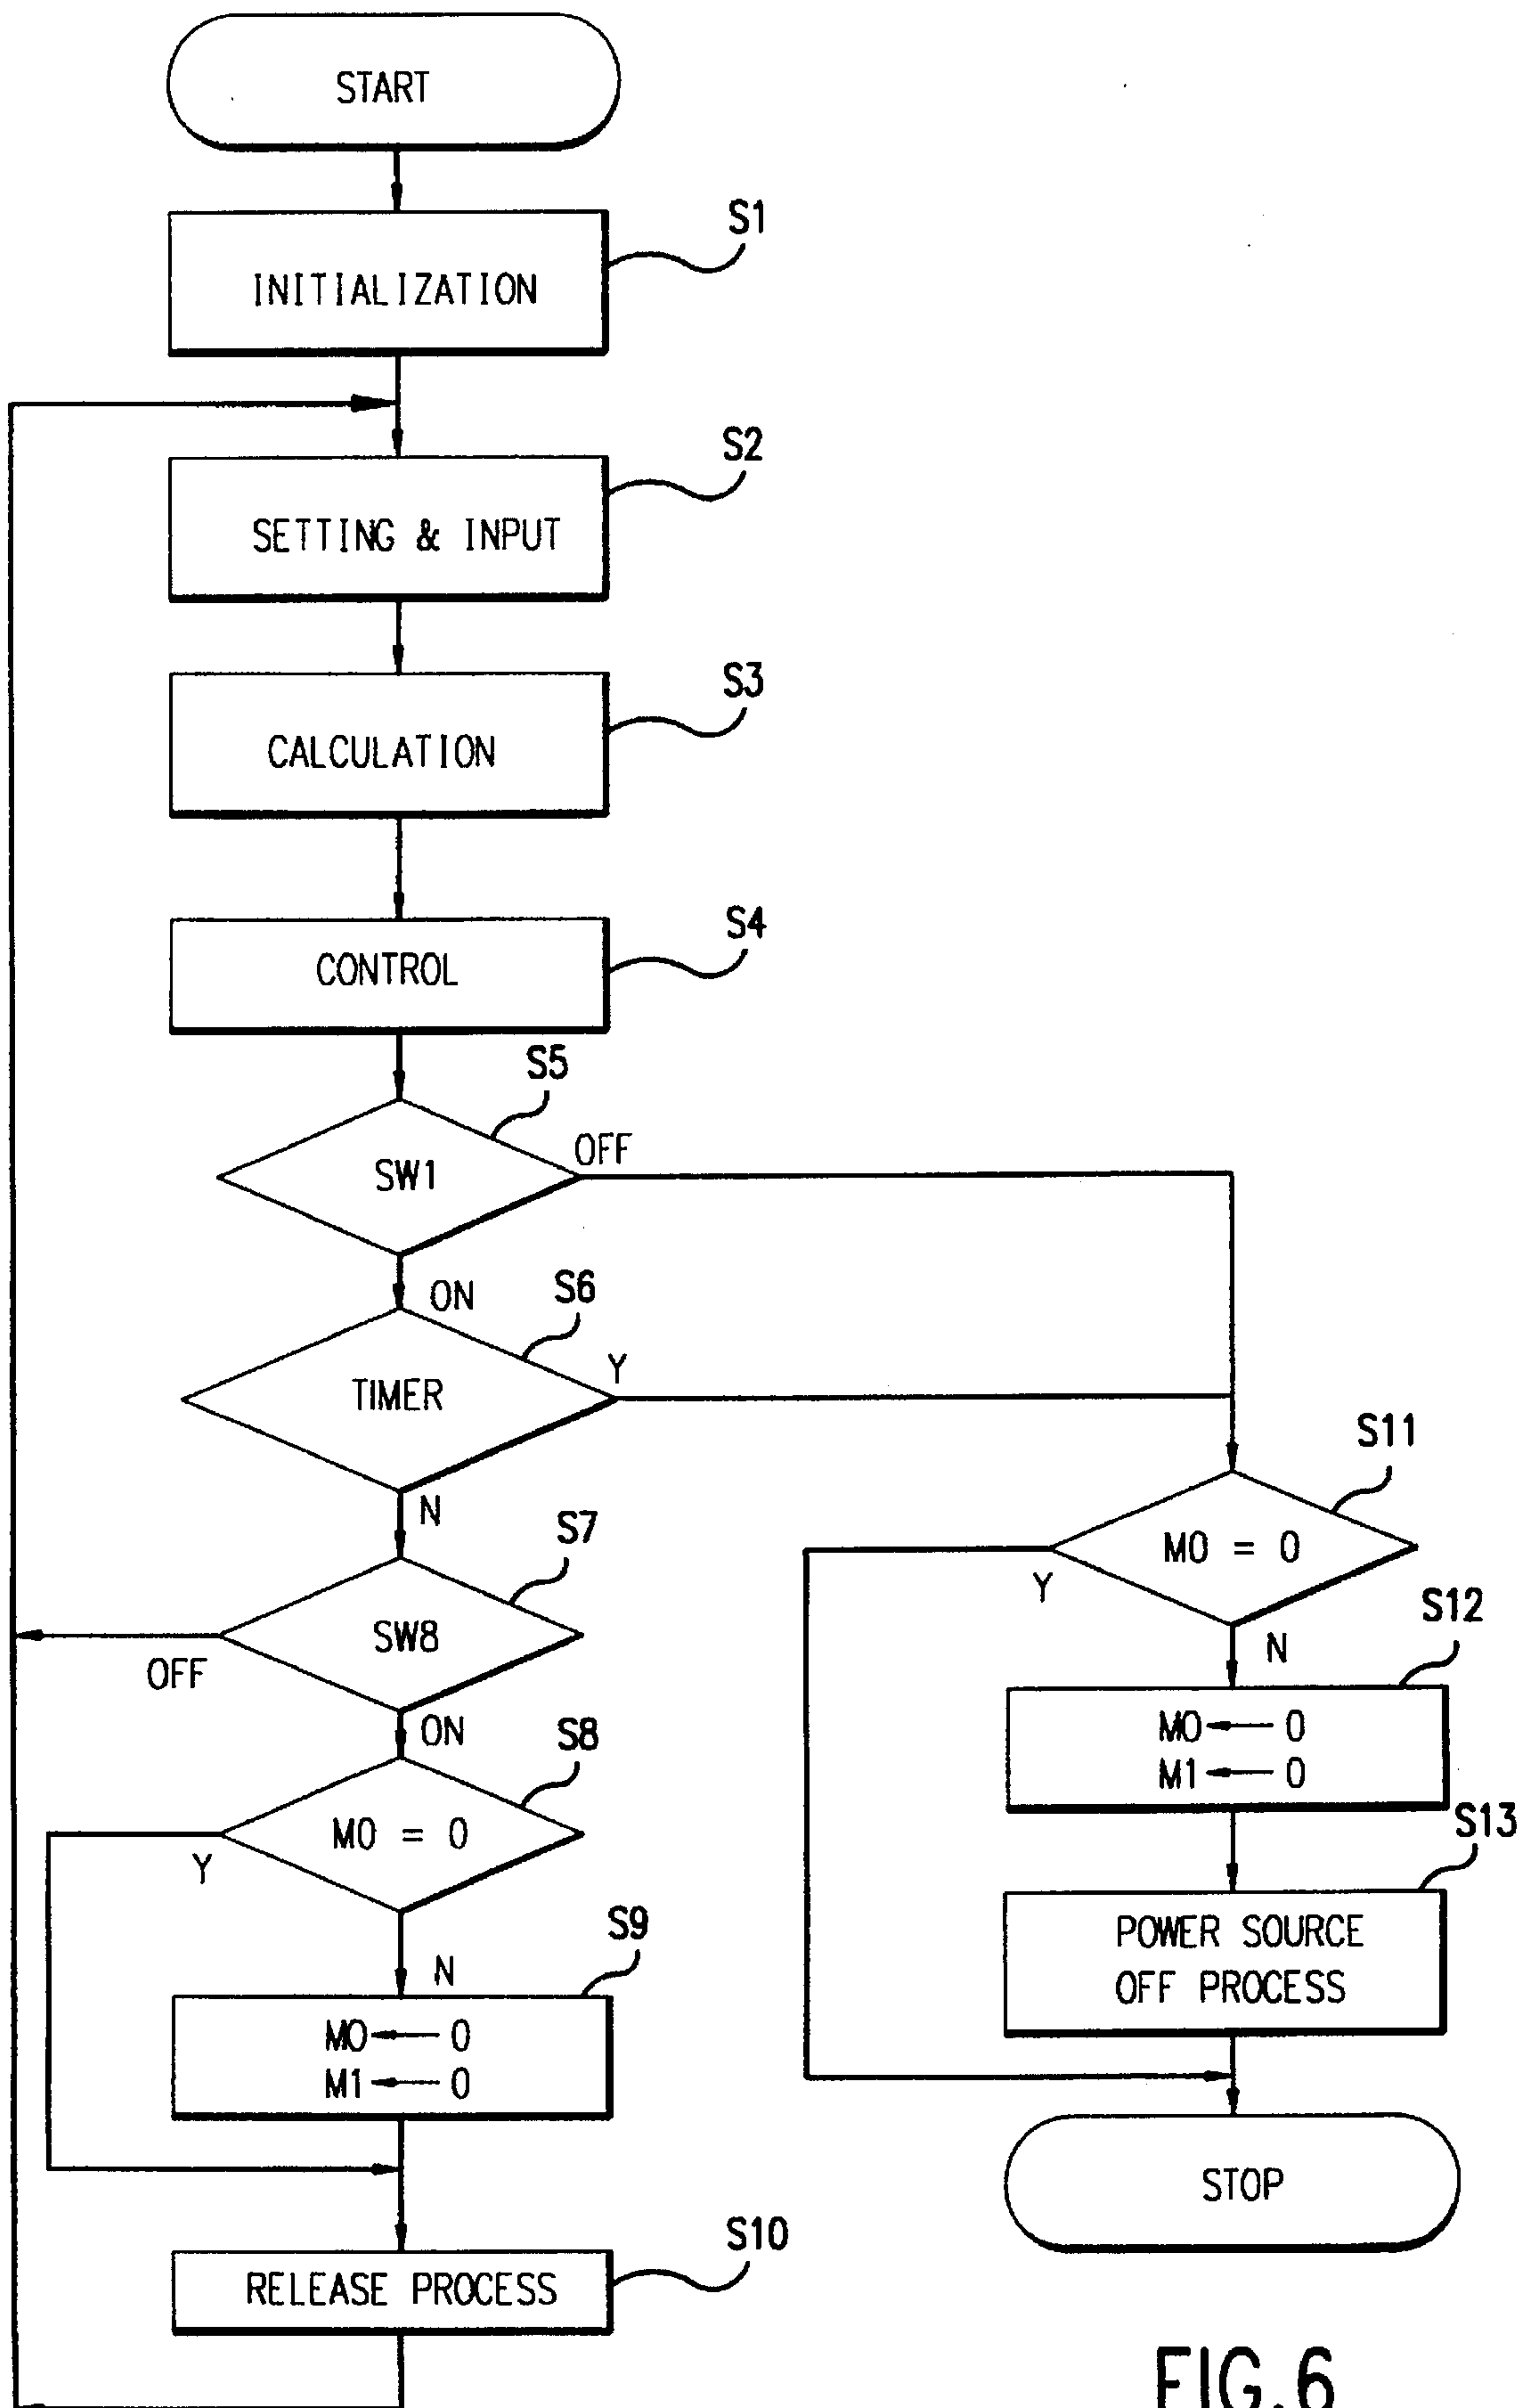 START
S1
INITIALIZATION
S2
SETTING & INPUT
S3
CALCULATION
S4
CONTROL
S5
SW1
OFF
ON
S6
TIMER
Y
N
S7
SW8
OFF
ON
S8
M0 = 0
Y
N
S9
M0 ← 0
M1 ← 0
S10
RELEASE PROCESS
S11
M0 = 0
Y
N
S12
M0 ← 0
M1 ← 0
S13
POWER SOURCE
OFF PROCESS
STOP
FIG.6